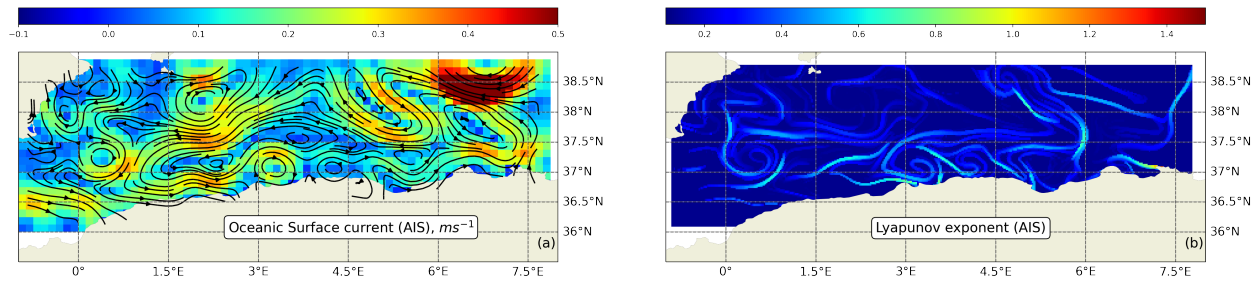 −0.1 0.0 0.1 0.2 0.3 0.4 0.5
0.2 0.4 0.6 0.8 1.0 1.2 1.4
38.5°N
38°N
37.5°N
37°N
36.5°N
36°N
Oceanic Surface current (AIS), ms⁻¹
(a)
0° 1.5°E 3°E 4.5°E 6°E 7.5°E
38.5°N
38°N
37.5°N
37°N
36.5°N
36°N
Lyapunov exponent (AIS)
(b)
0° 1.5°E 3°E 4.5°E 6°E 7.5°E